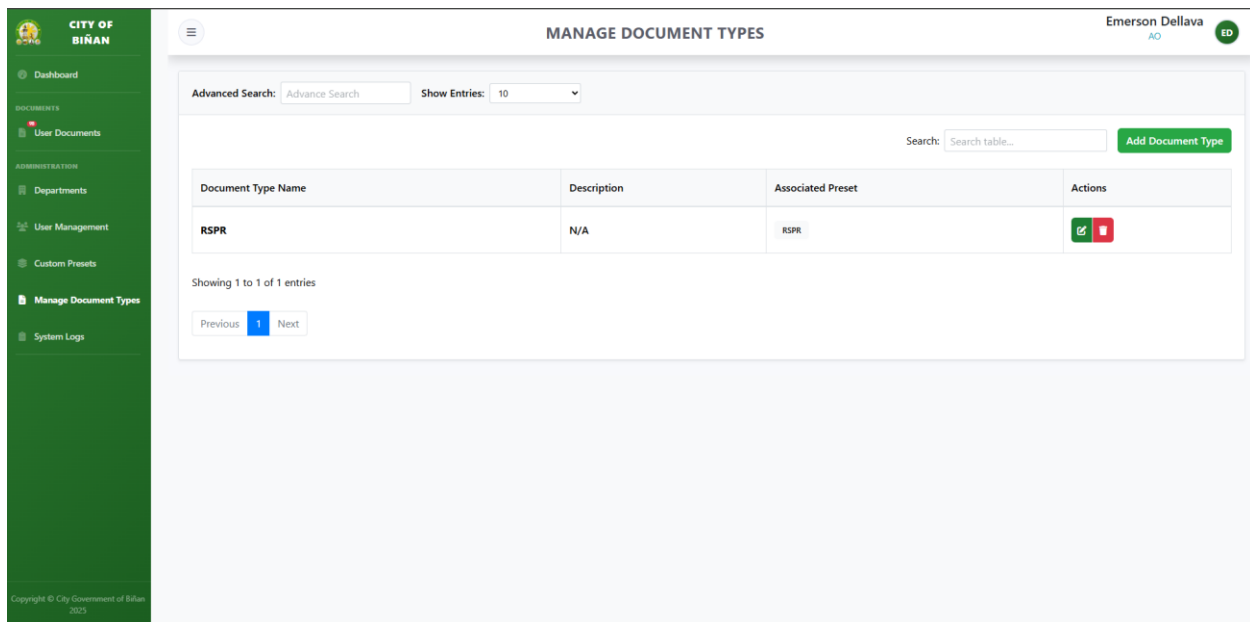 CITY OF
BIÑAN
Dashboard
DOCUMENTS
User Documents
ADMINISTRATION
Departments
User Management
Custom Presets
Manage Document Types
System Logs
Copyright © City Government of Biñan
2025
MANAGE DOCUMENT TYPES
Emerson Dellava
AO
ED
Advanced Search: Advance Search Show Entries: 10
Search: Search table... Add Document Type
Document Type Name Description Associated Preset Actions
RSPR N/A RSPR
Showing 1 to 1 of 1 entries
Previous 1 Next